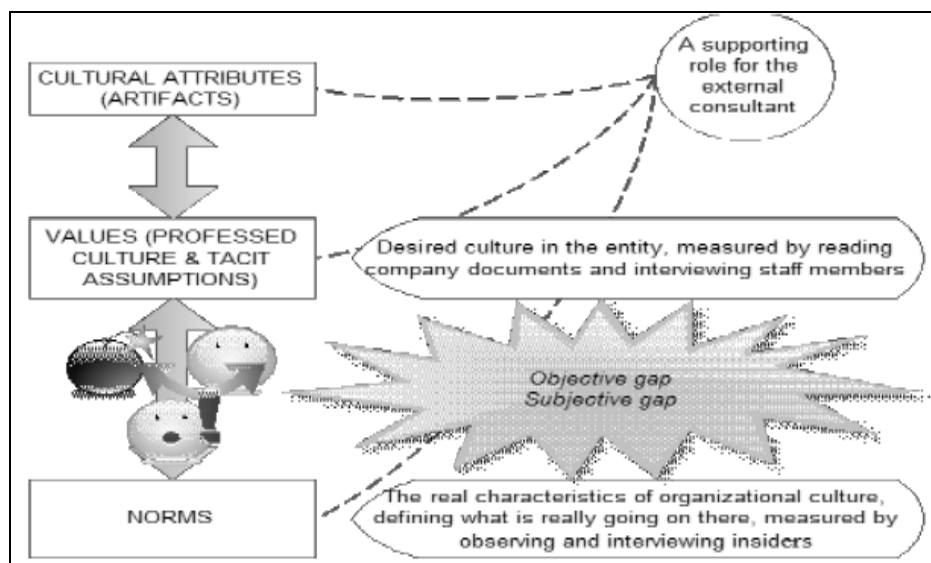 CULTURAL ATTRIBUTES
(ARTIFACTS)
A supporting
role for the
external
consultant
VALUES (PROFESSED
CULTURE & TACIT
ASSUMPTIONS)
Desired culture in the entity, measured by reading
company documents and interviewing staff members
Objective gap
Subjective gap
NORMS
The real characteristics of organizational culture,
defining what is really going on there, measured by
observing and interviewing insiders